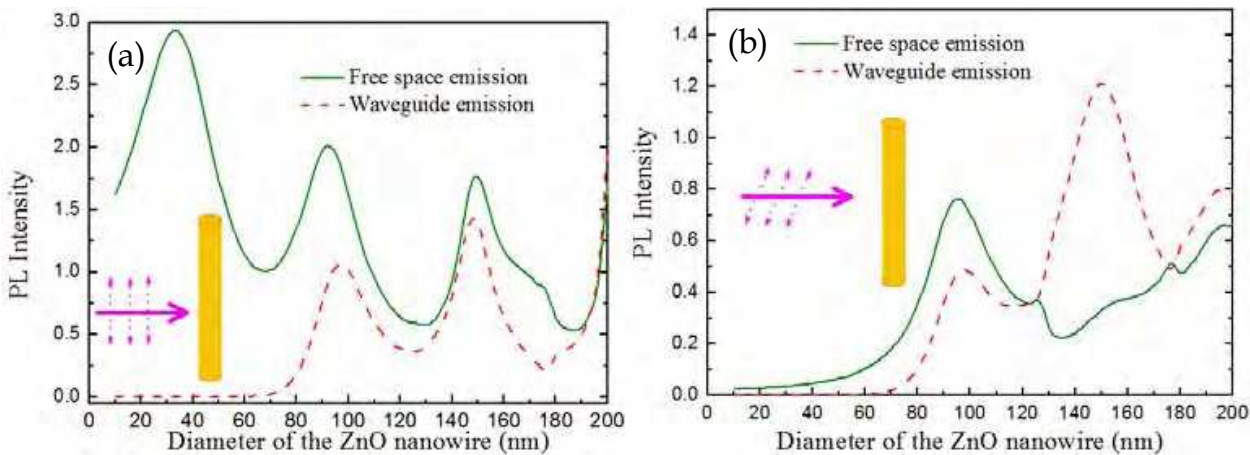 (a)
Free space emission
Waveguide emission
PL Intensity
3.0
2.5
2.0
1.5
1.0
0.5
0.0
0 20 40 60 80 100 120 140 160 180 200
Diameter of the ZnO nanowire (nm)
(b)
Free space emission
Waveguide emission
PL Intensity
1.4
1.2
1.0
0.8
0.6
0.4
0.2
0.0
0 20 40 60 80 100 120 140 160 180 200
Diameter of the ZnO nanowire (nm)